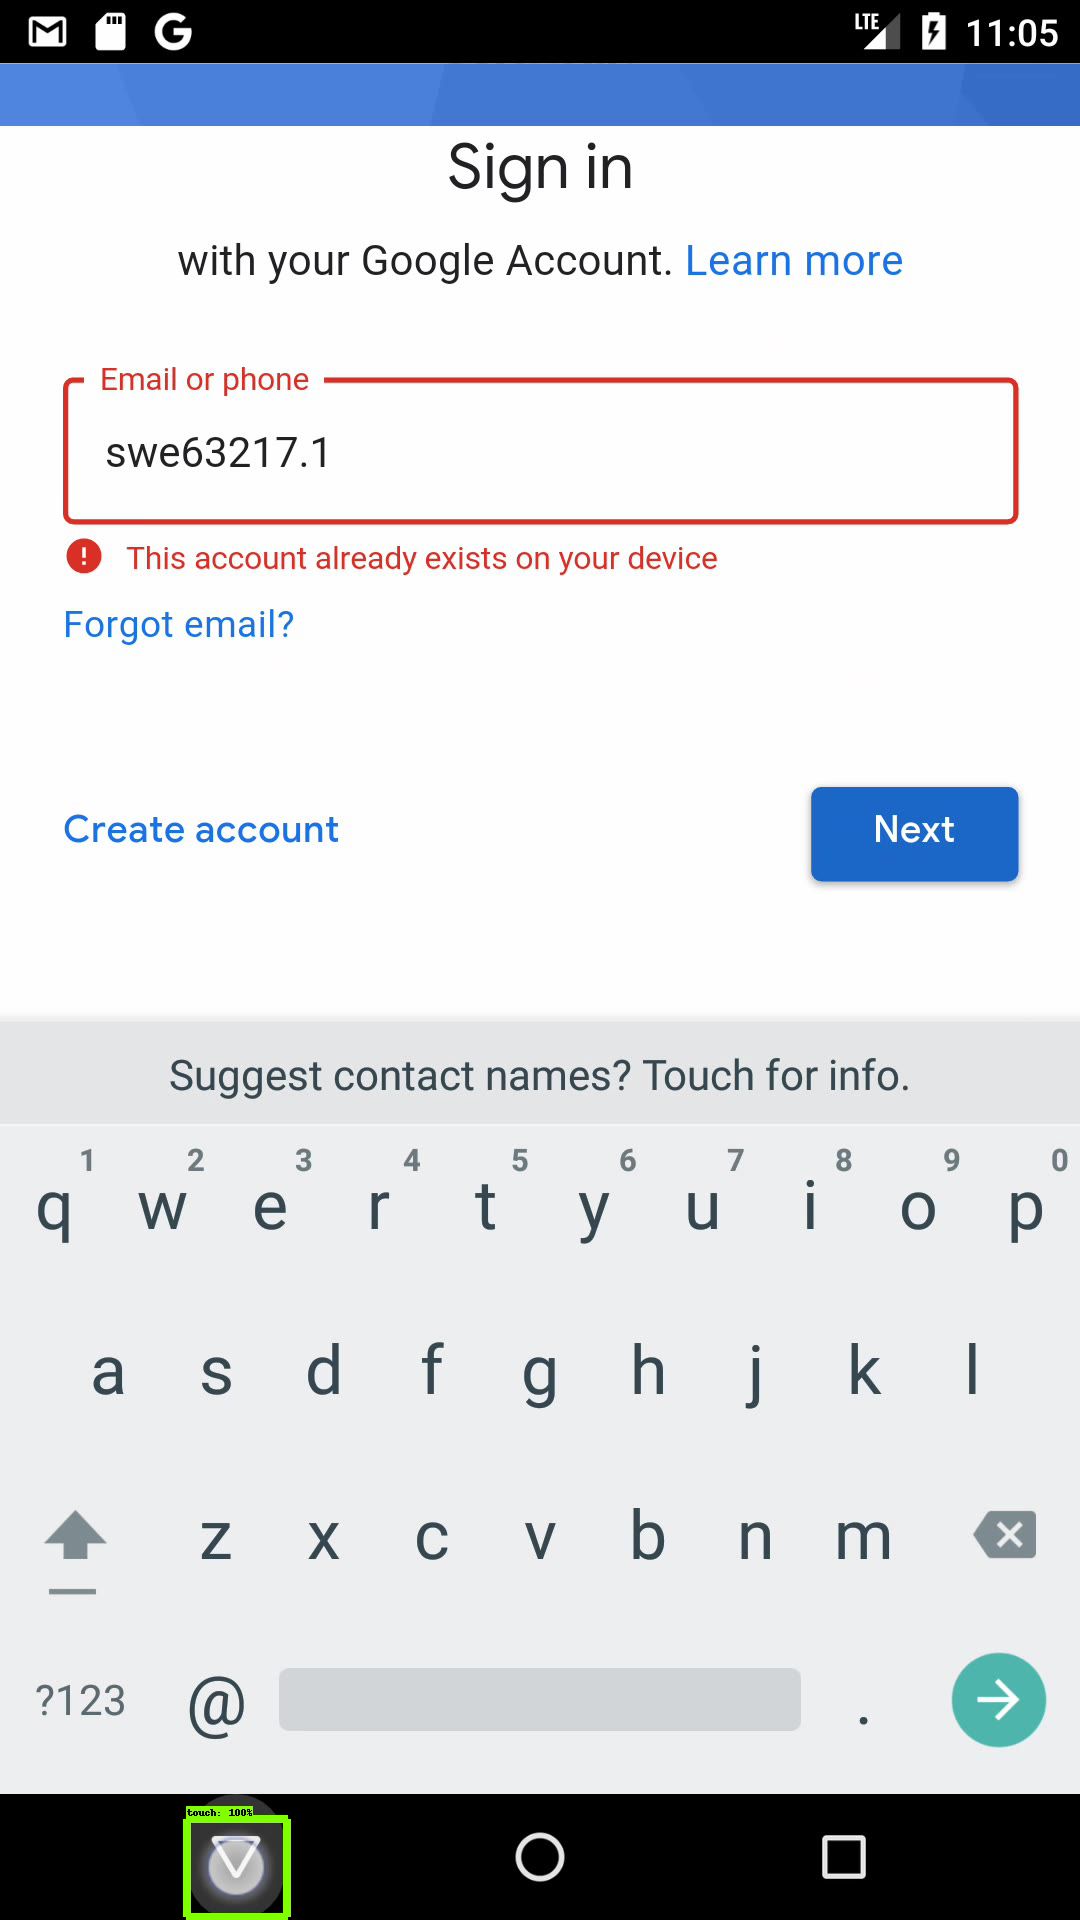 LTE 11:05
Sign in
with your Google Account. Learn more
Email or phone
swe63217.1
This account already exists on your device
Forgot email?
Create account Next
Suggest contact names? Touch for info.
1 2 3 4 5 6 7 8 9 0
q w e r t y u i o p
a s d f g h j k l
z x c v b n m
?123 @ .
touch: 100%